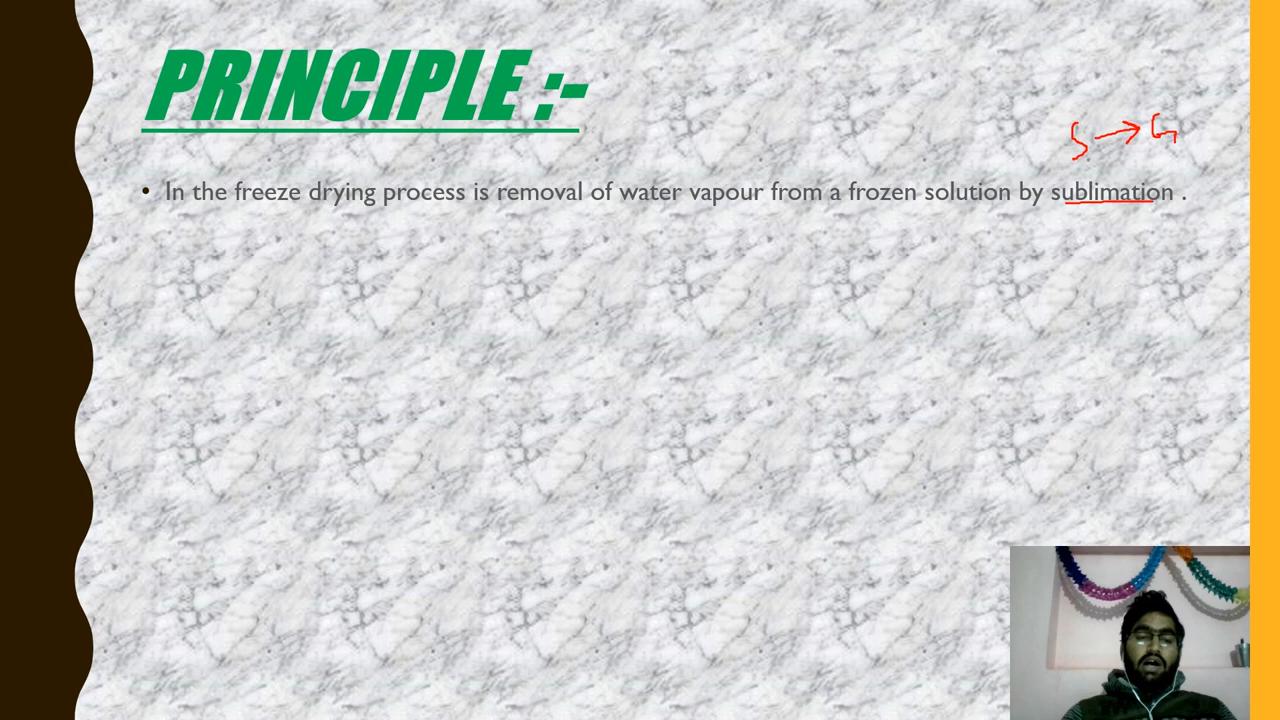 PRINCIPLE :-
S → G
• In the freeze drying process is removal of water vapour from a frozen solution by sublimation .